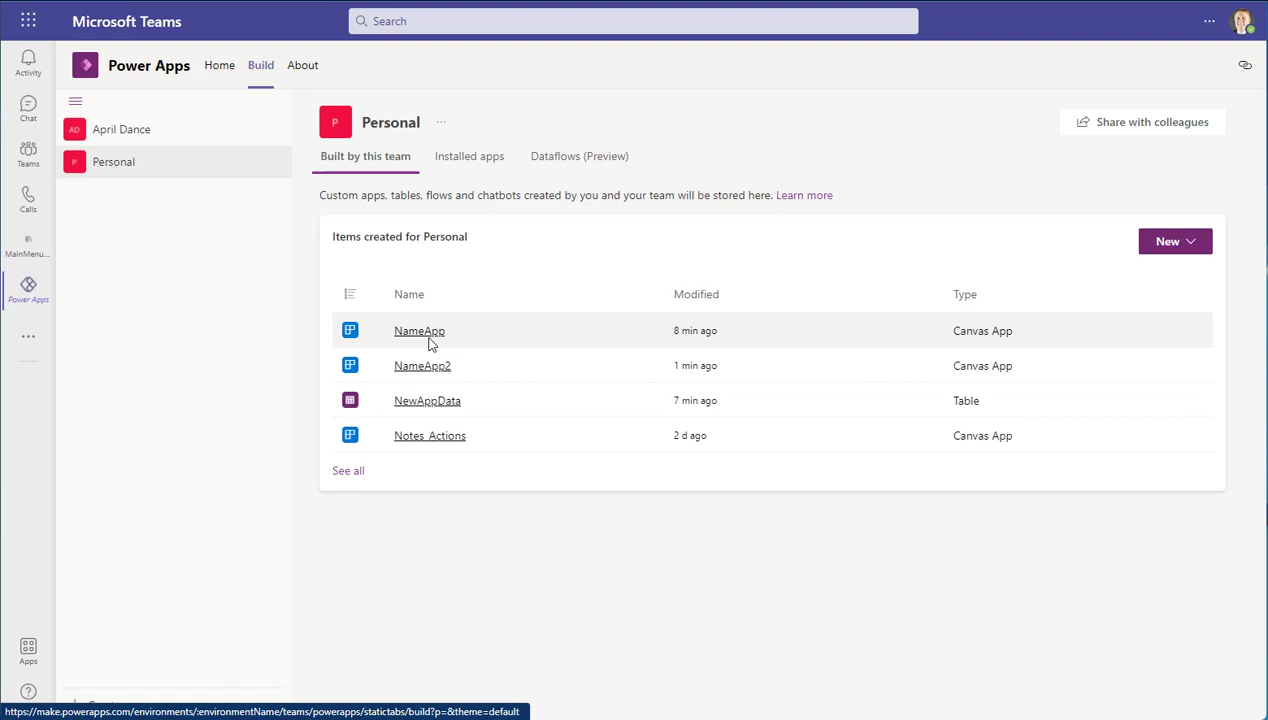 Microsoft Teams
Search
Activity
Chat
Teams
Calls
MainMenu...
Power Apps
Apps
Power Apps
Home
Build
About
AD
April Dance
P
Personal
P
Personal
Share with colleagues
Built by this team
Installed apps
Dataflows (Preview)
Custom apps, tables, flows and chatbots created by you and your team will be stored here. Learn more
Items created for Personal
New
Name
Modified
Type
NameApp
8 min ago
Canvas App
NameApp2
1 min ago
Canvas App
NewAppData
7 min ago
Table
Notes_Actions
2 d ago
Canvas App
See all
https://make.powerapps.com/environments/:environmentName/teams/powerapps/statictabs/build?p=&theme=default